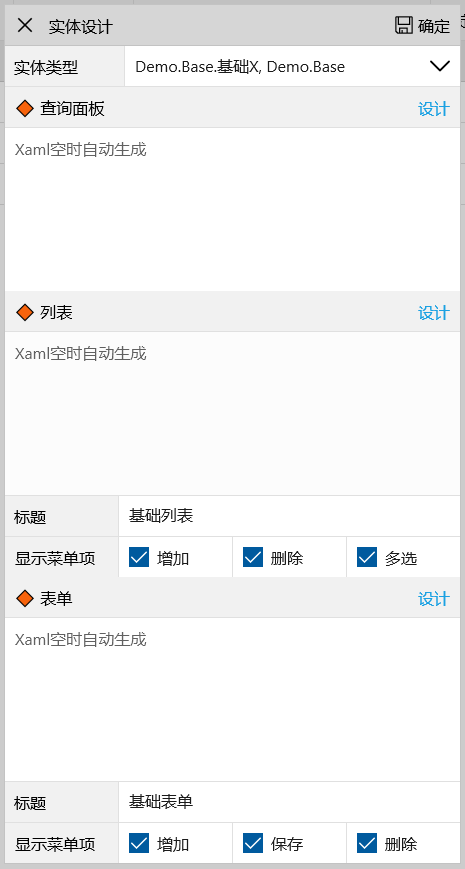 实体设计 确定
实体类型 Demo.Base.基础X, Demo.Base
查询面板 设计
Xaml空时自动生成
列表 设计
Xaml空时自动生成
标题 基础列表
显示菜单项 增加 删除 多选
表单 设计
Xaml空时自动生成
标题 基础表单
显示菜单项 增加 保存 删除